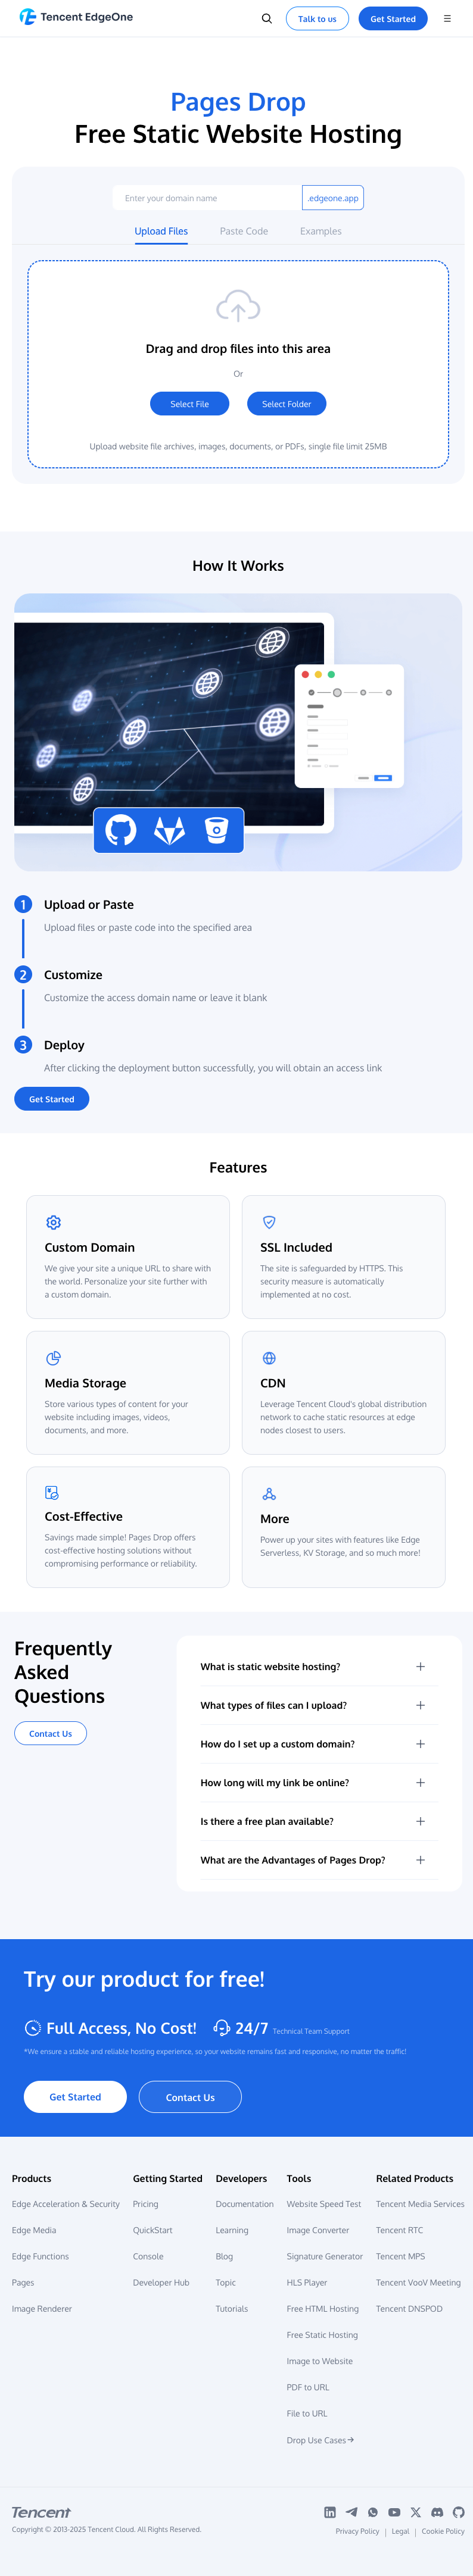 Tencent EdgeOne
Talk to us
Get Started
Pages Drop
Free Static Website Hosting
Enter your domain name
.edgeone.app
Upload Files
Paste Code
Examples
Drag and drop files into this area
Or
Select File
Select Folder
Upload website file archives, images, documents, or PDFs, single file limit 25MB
How It Works
1
Upload or Paste
Upload files or paste code into the specified area
2
Customize
Customize the access domain name or leave it blank
3
Deploy
After clicking the deployment button successfully, you will obtain an access link
Get Started
Features
Custom Domain
We give your site a unique URL to share with
the world. Personalize your site further with
a custom domain.
SSL Included
The site is safeguarded by HTTPS. This
security measure is automatically
implemented at no cost.
Media Storage
Store various types of content for your
website including images, videos,
documents, and more.
CDN
Leverage Tencent Cloud's global distribution
network to cache static resources at edge
nodes closest to users.
Cost-Effective
Savings made simple! Pages Drop offers
cost-effective hosting solutions without
compromising performance or reliability.
More
Power up your sites with features like Edge
Serverless, KV Storage, and so much more!
Frequently
Asked
Questions
Contact Us
What is static website hosting?
What types of files can I upload?
How do I set up a custom domain?
How long will my link be online?
Is there a free plan available?
What are the Advantages of Pages Drop?
Try our product for free!
Full Access, No Cost!
24/7 Technical Team Support
*We ensure a stable and reliable hosting experience, so your website remains fast and responsive, no matter the traffic!
Get Started
Contact Us
Products
Edge Acceleration & Security
Edge Media
Edge Functions
Pages
Image Renderer
Getting Started
Pricing
QuickStart
Console
Developer Hub
Developers
Documentation
Learning
Blog
Topic
Tutorials
Tools
Website Speed Test
Image Converter
Signature Generator
HLS Player
Free HTML Hosting
Free Static Hosting
Image to Website
PDF to URL
File to URL
Drop Use Cases→
Related Products
Tencent Media Services
Tencent RTC
Tencent MPS
Tencent VooV Meeting
Tencent DNSPOD
Tencent
Copyright © 2013-2025 Tencent Cloud. All Rights Reserved.
Privacy Policy | Legal | Cookie Policy